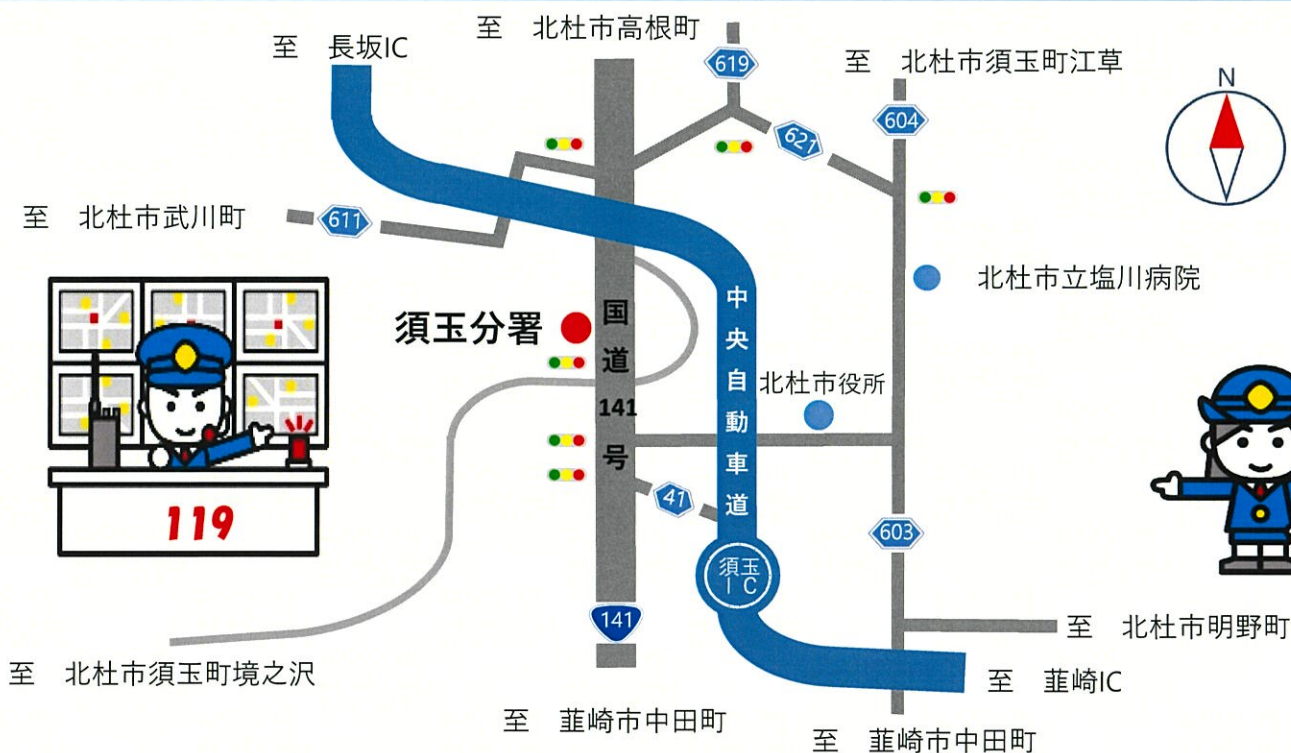 至 北杜市高根町
至 長坂IC
619
至 北杜市須玉町江草
N
604
621
至 北杜市武川町
611
北杜市立塩川病院
須玉分署
国道141号
中央自動車道
北杜市役所
41
119
603
須玉
IC
141
至 北杜市明野町
至 北杜市須玉町境之沢
至 韮崎IC
至 韮崎市中田町
至 韮崎市中田町